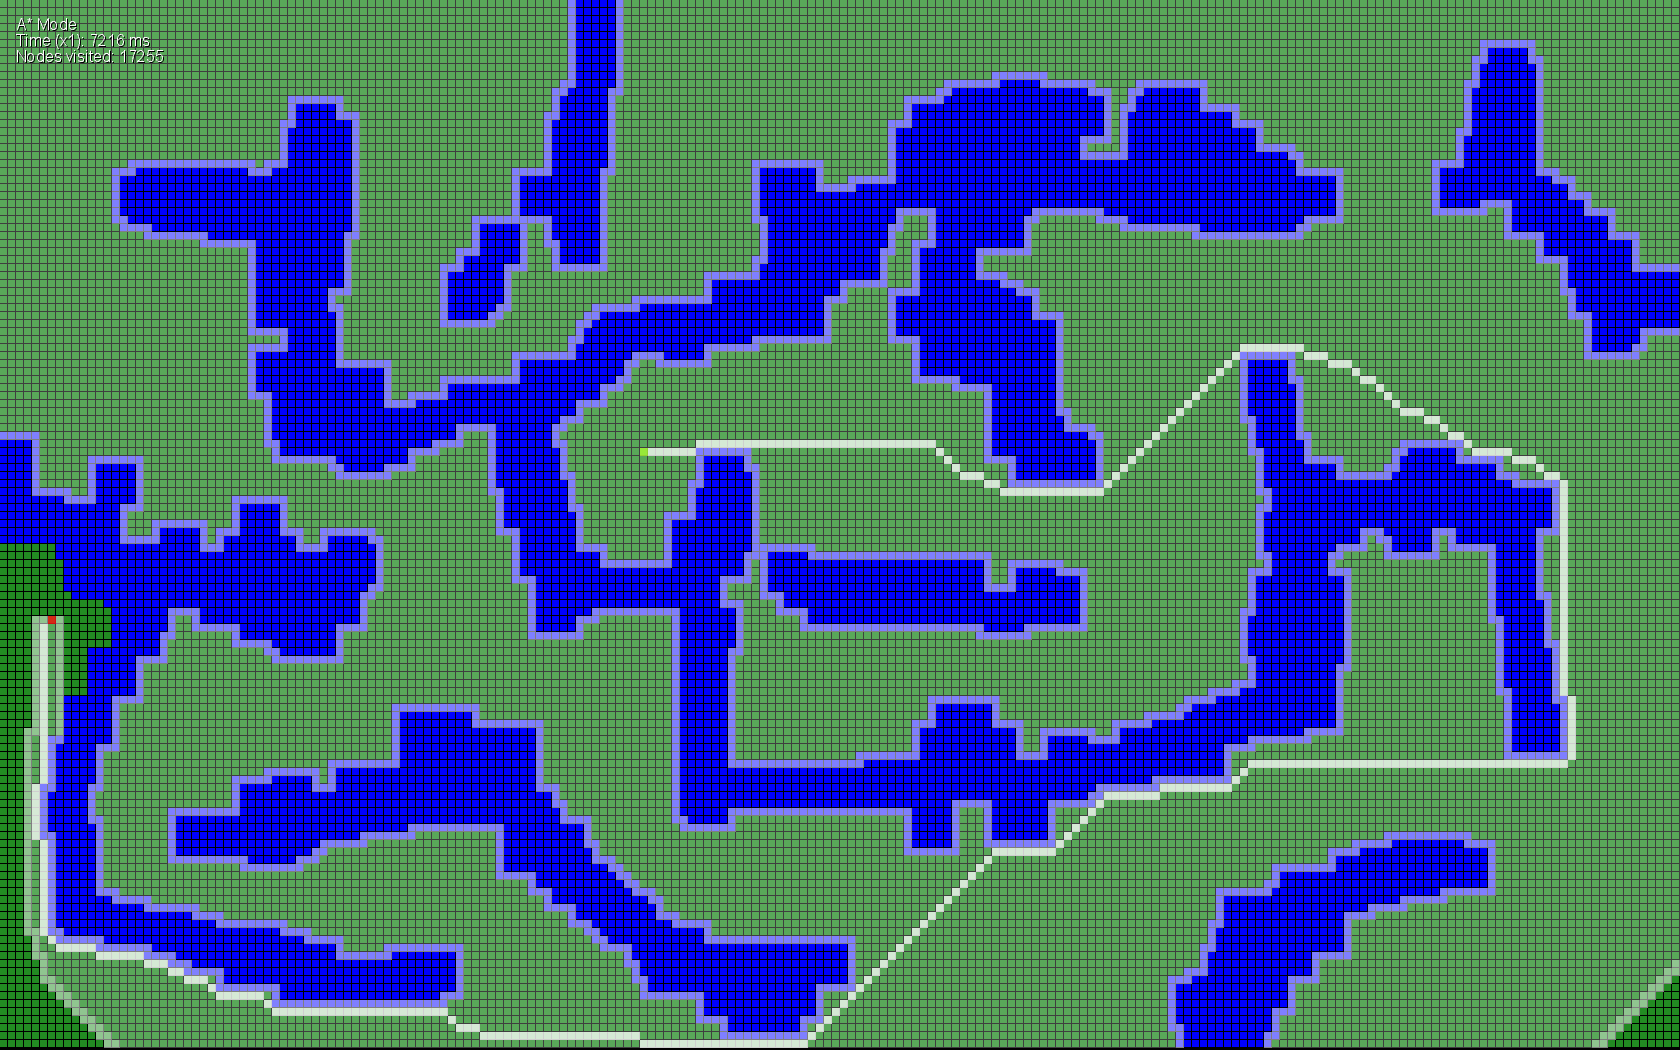 A* Mode
Time (x1): 7216 ms
Nodes visited: 17255